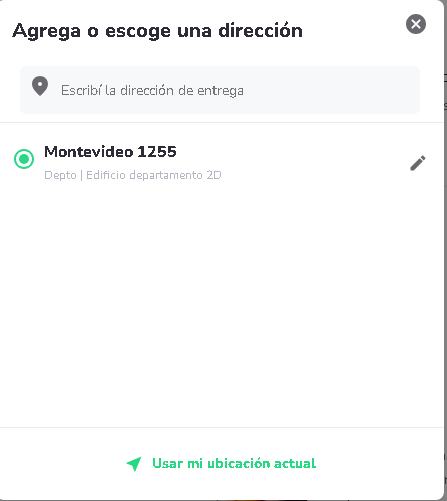 Agrega o escoge una dirección
Escribí la dirección de entrega
Montevideo 1255
Depto | Edificio departamento 2D
Usar mi ubicación actual